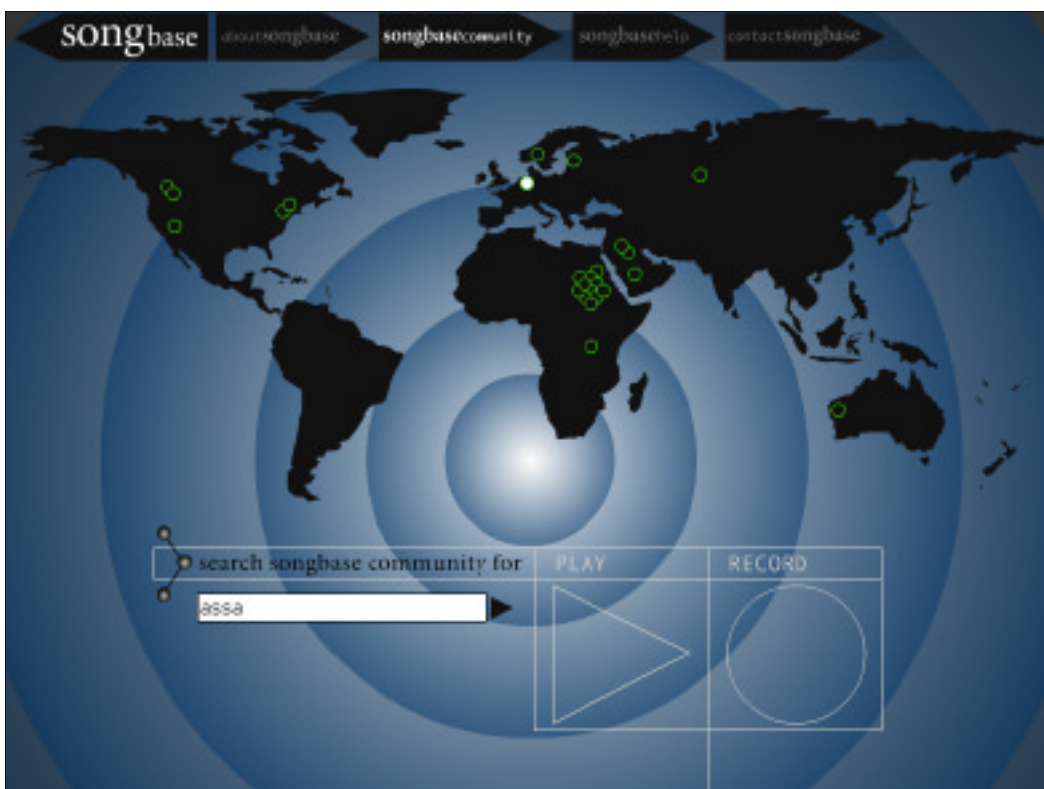 songbase
aboutsongbase
songbasecommunity
songbasehelp
contactsongbase
search songbase community for
PLAY
RECORD
assa